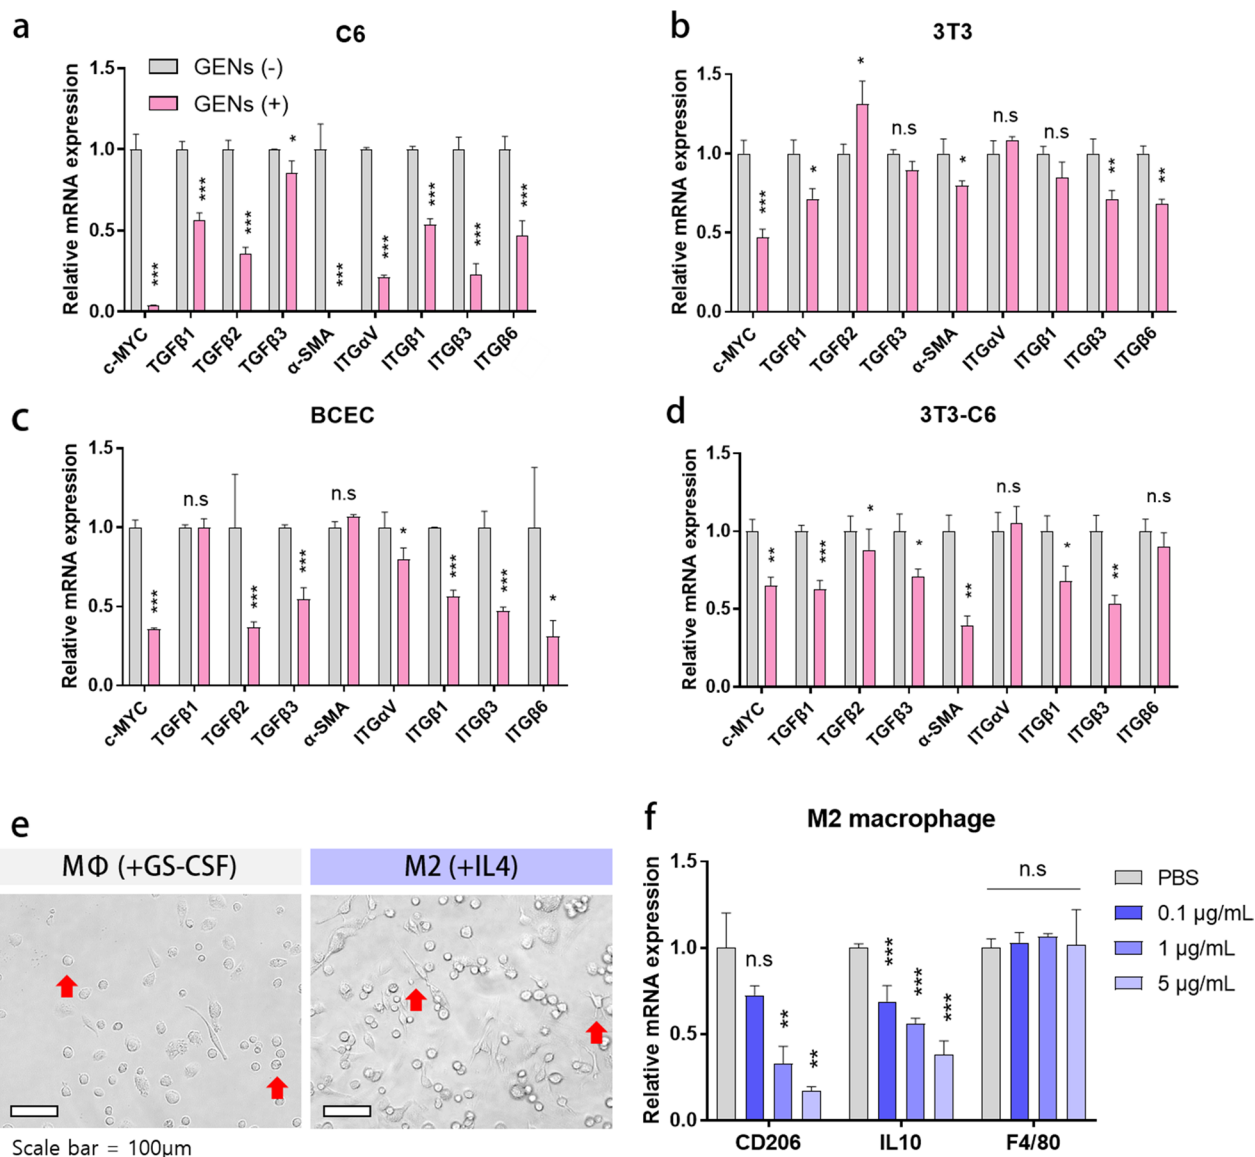 a
C6
Relative mRNA expression
1.5
1.0
0.5
0.0
GENs (-)
GENs (+)
***
***
***
*
***
***
***
***
***
c-MYC
TGFβ1
TGFβ2
TGFβ3
α-SMA
ITGαV
ITGβ1
ITGβ3
ITGβ6
b
3T3
Relative mRNA expression
1.5
1.0
0.5
0.0
***
*
*
n.s
*
n.s
n.s
**
**
c-MYC
TGFβ1
TGFβ2
TGFβ3
α-SMA
ITGαV
ITGβ1
ITGβ3
ITGβ6
c
BCEC
Relative mRNA expression
1.5
1.0
0.5
0.0
***
n.s
***
***
n.s
*
***
***
*
c-MYC
TGFβ1
TGFβ2
TGFβ3
α-SMA
ITGαV
ITGβ1
ITGβ3
ITGβ6
d
3T3-C6
Relative mRNA expression
1.5
1.0
0.5
0.0
**
***
*
*
**
n.s
*
**
n.s
c-MYC
TGFβ1
TGFβ2
TGFβ3
α-SMA
ITGαV
ITGβ1
ITGβ3
ITGβ6
e
MΦ (+GS-CSF)
M2 (+IL4)
Scale bar = 100μm
f
M2 macrophage
Relative mRNA expression
1.5
1.0
0.5
0.0
n.s
**
**
***
***
***
n.s
CD206
IL10
F4/80
PBS
0.1 μg/mL
1 μg/mL
5 μg/mL